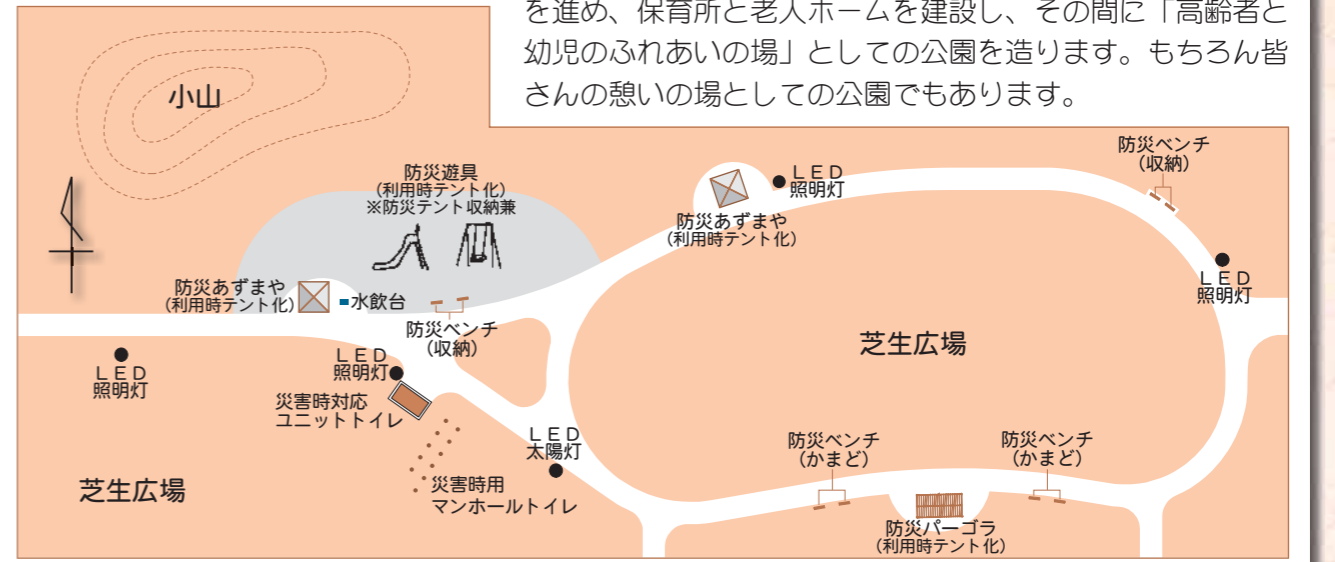 を進め、保育所と老人ホームを建設し、その間に「高齢者と
幼児のふれあいの場」としての公園を造ります。もちろん皆
さんの憩いの場としての公園でもあります。
小山
防災遊具
(利用時テント化)
※防災テント収納兼
防災あずまや
(利用時テント化)
水飲台
防災ベンチ
(収納)
防災あずまや
(利用時テント化)
ＬＥＤ
照明灯
防災ベンチ
(収納)
ＬＥＤ
照明灯
ＬＥＤ
照明灯
ＬＥＤ
照明灯
災害時対応
ユニットトイレ
芝生広場
ＬＥＤ
太陽灯
災害時用
マンホールトイレ
芝生広場
防災ベンチ
(かまど)
防災ベンチ
(かまど)
防災パーゴラ
(利用時テント化)